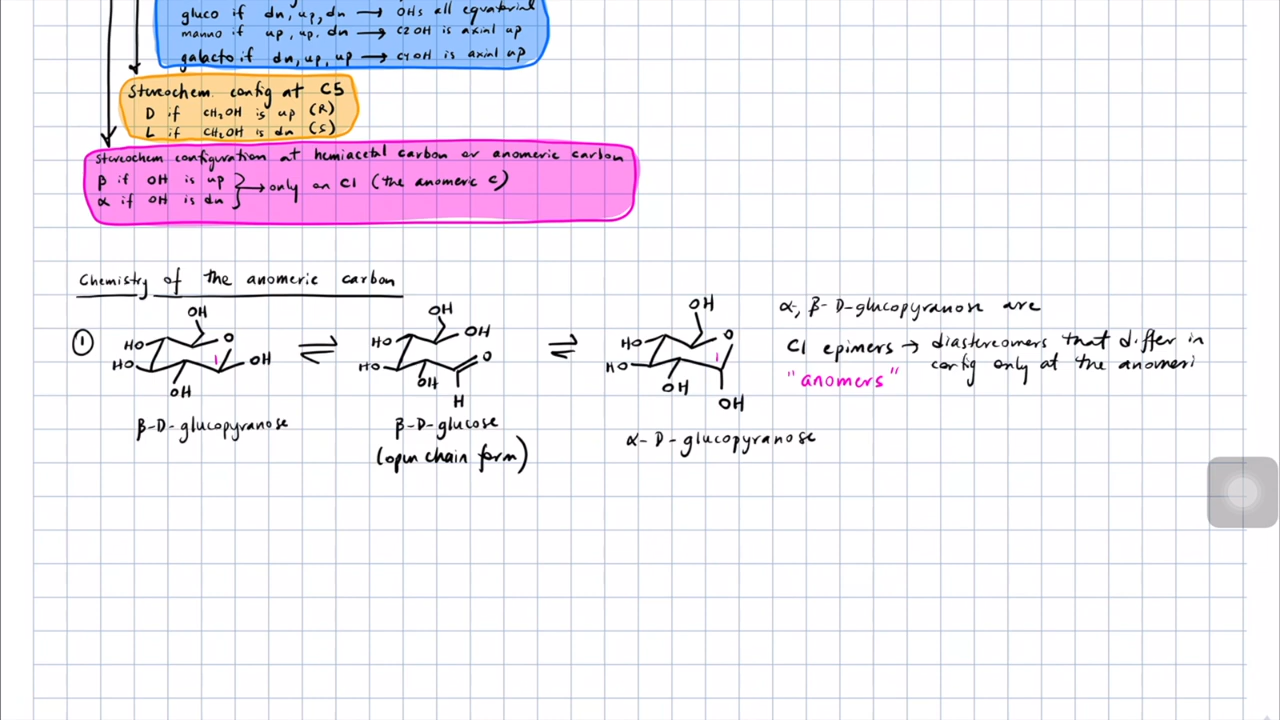 gluco if dn, up, dn → OHs all equatorial
manno if up, up, dn → C2OH is axial up
galacto if dn, up, up → C4OH is axial up
Stereochem. config at C5
D if CH₂OH is up (R)
L if CH₂OH is dn (S)
Stereochem configuration at hemiacetal carbon or anomeric carbon
β if OH is up
α if OH is dn
→ only on C1 (the anomeric C)
Chemistry of the anomeric carbon
①
OH
HO
HO
O
1
OH
OH
β-D-glucopyranose
⇌
OH
HO
OH
HO
O
OH
H
β-D-glucose
(open chain form)
⇌
OH
HO
O
HO
1
OH
OH
α-D-glucopyranose
α, β-D-glucopyranose are
C1 epimers → diastereomers that differ in
config only at the anomeri
"anomers"